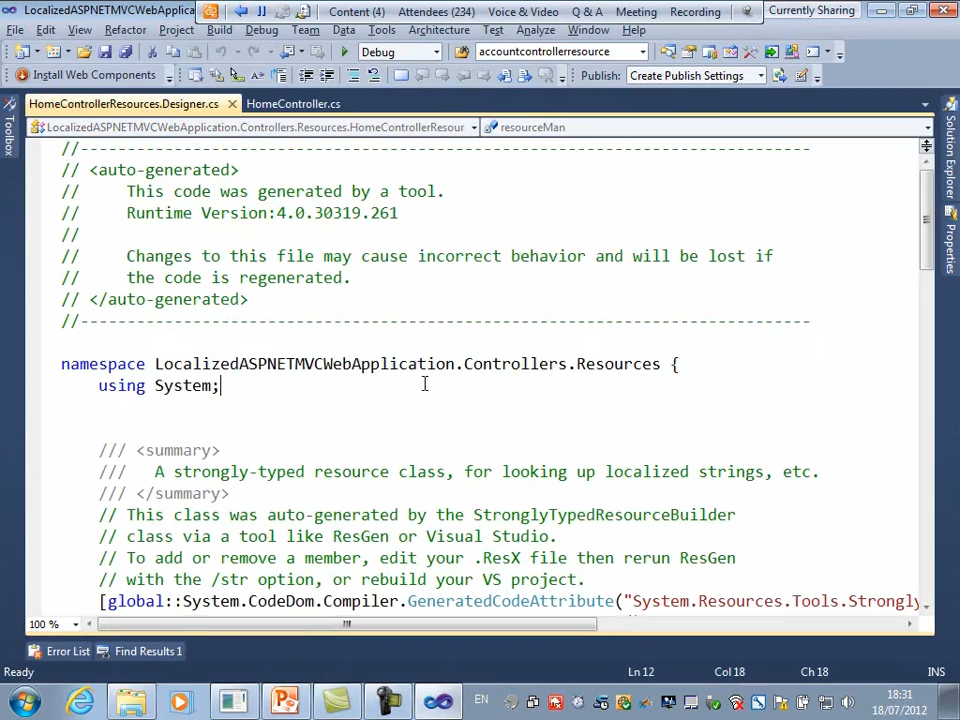 LocalizedASPNETMVCWebApplica
Content (4) Attendees (234) Voice & Video Q & A Meeting Recording Currently Sharing
File Edit View Refactor Project Build Debug Team Data Tools Architecture Test Analyze Window Help
Debug accountcontrollerresource
Install Web Components Publish: Create Publish Settings
HomeControllerResources.Designer.cs HomeController.cs
LocalizedASPNETMVCWebApplication.Controllers.Resources.HomeControllerResour resourceMan
Toolbox
Solution Explorer
Properties
//------------------------------------------------------------------------------
// <auto-generated>
//     This code was generated by a tool.
//     Runtime Version:4.0.30319.261
//
//     Changes to this file may cause incorrect behavior and will be lost if
//     the code is regenerated.
// </auto-generated>
//------------------------------------------------------------------------------
namespace LocalizedASPNETMVCWebApplication.Controllers.Resources {
using System;
/// <summary>
///   A strongly-typed resource class, for looking up localized strings, etc.
/// </summary>
// This class was auto-generated by the StronglyTypedResourceBuilder
// class via a tool like ResGen or Visual Studio.
// To add or remove a member, edit your .ResX file then rerun ResGen
// with the /str option, or rebuild your VS project.
[global::System.CodeDom.Compiler.GeneratedCodeAttribute("System.Resources.Tools.Strongly
100 %
Error List Find Results 1
Ready Ln 12 Col 18 Ch 18 INS
EN 18:31
18/07/2012